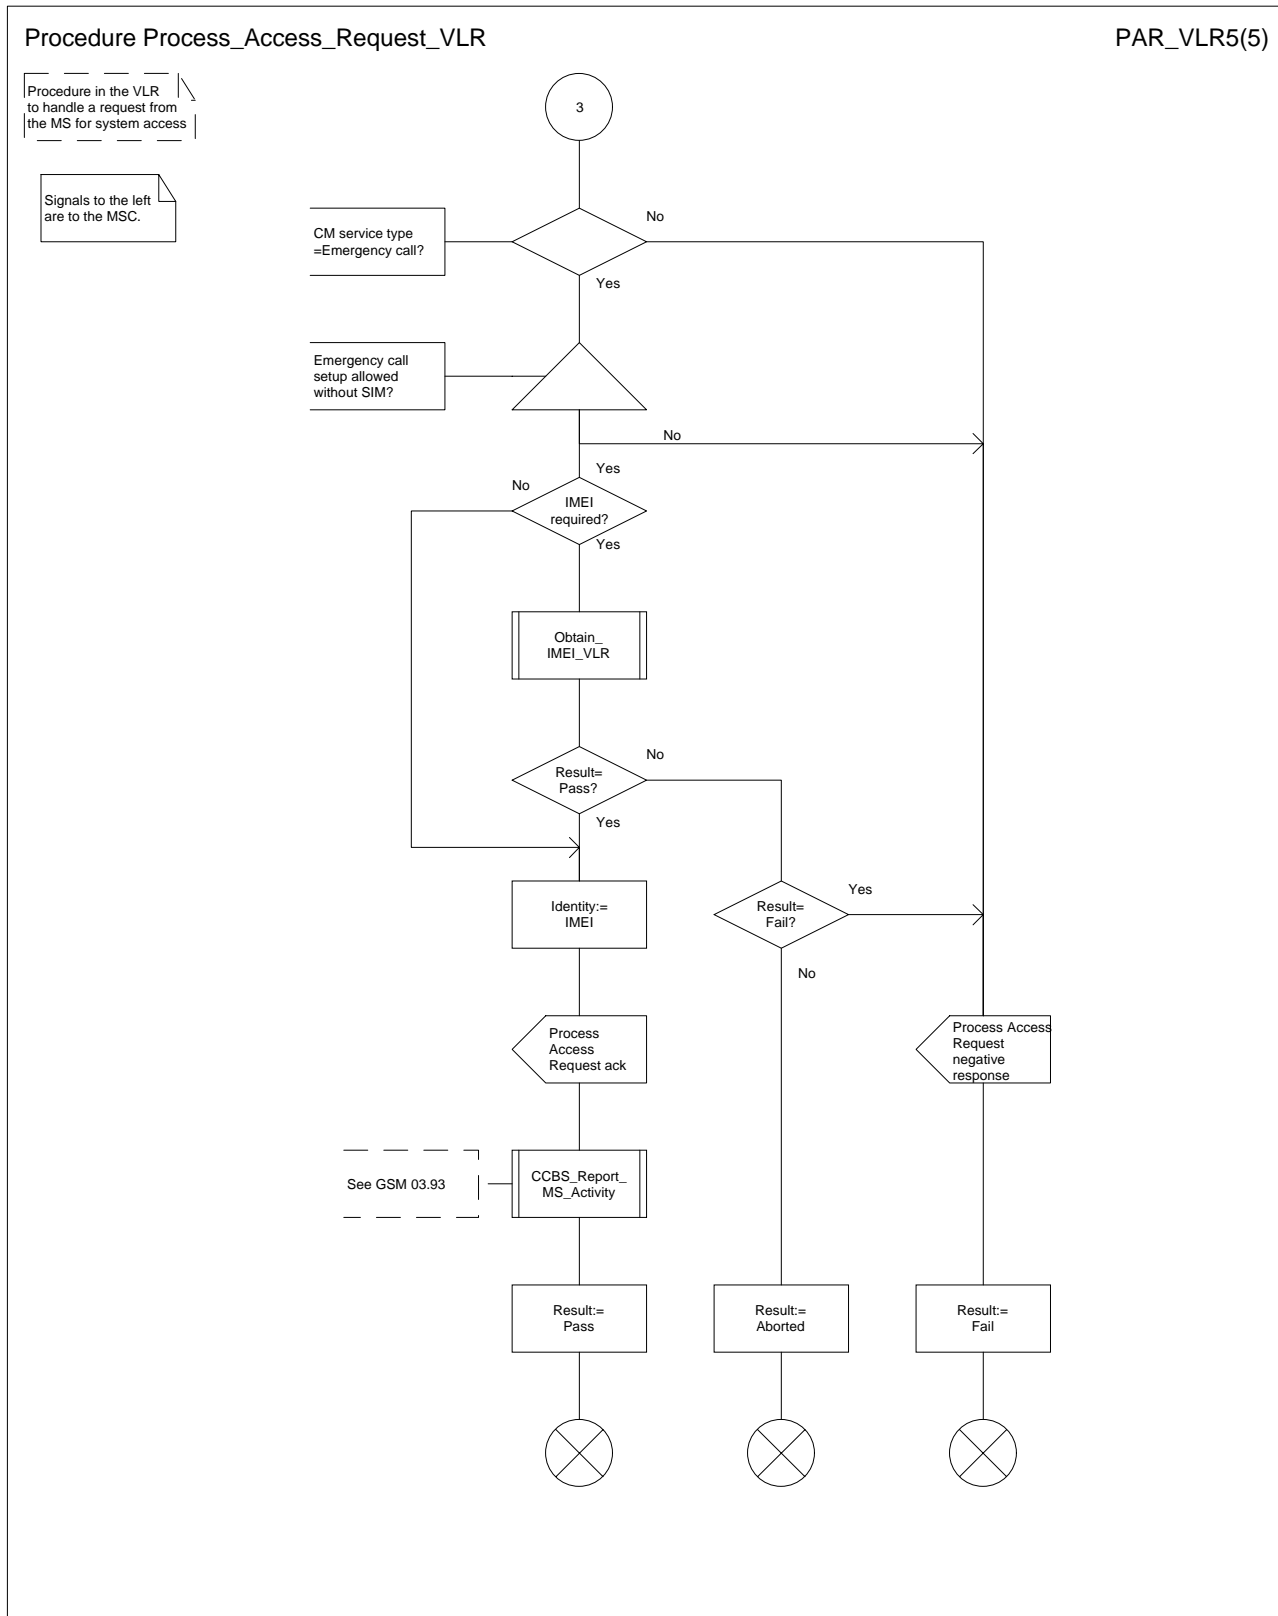 Procedure Process_Access_Request_VLR
PAR_VLR5(5)
Procedure in the VLR
to handle a request from
the MS for system access
3
Signals to the left
are to the MSC.
No
CM service type
=Emergency call?
Yes
Emergency call
setup allowed
without SIM?
No
Yes
No
IMEI
required?
Yes
Obtain_
IMEI_VLR
No
Result=
Pass?
Yes
Identity:=
IMEI
Result=
Fail?
Yes
No
Process
Access
Request ack
Process Access
Request
negative
response
See GSM 03.93
CCBS_Report_
MS_Activity
Result:=
Pass
Result:=
Aborted
Result:=
Fail